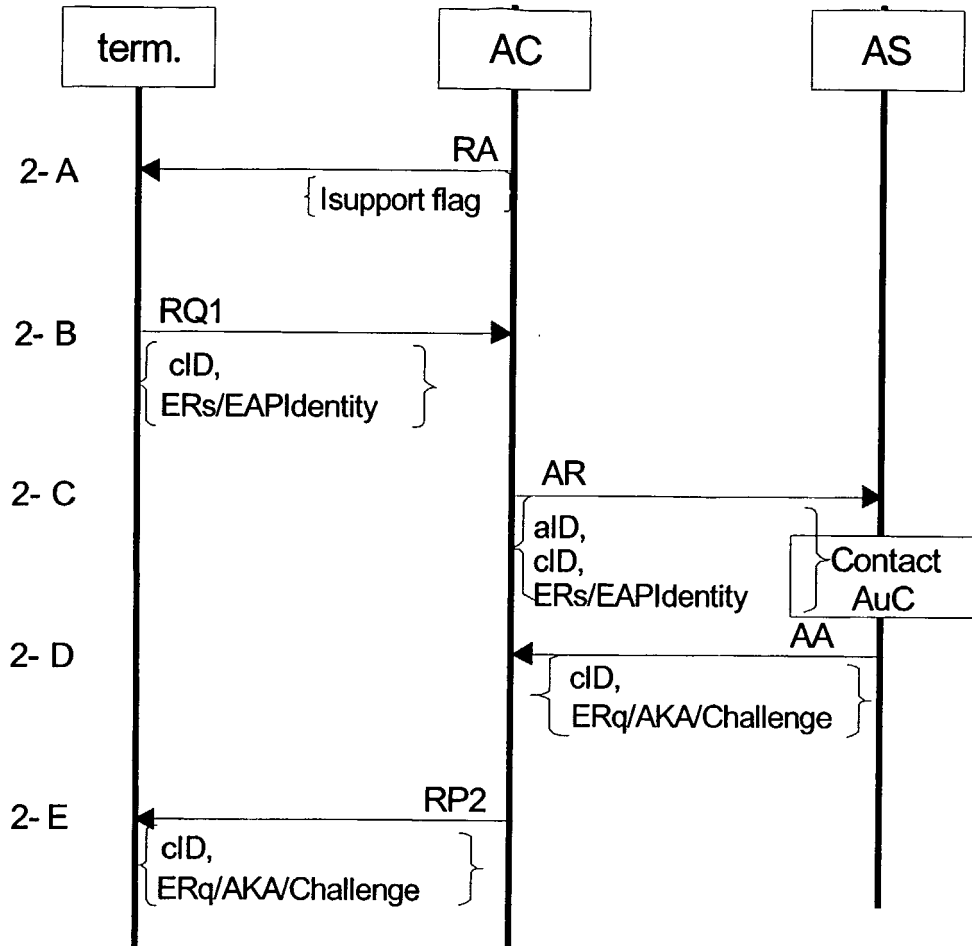 term.
AC
AS
RA
2- A
Isupport flag
RQ1
2- B
cID,
ERs/EAPIdentity
AR
2- C
aID,
cID,
ERs/EAPIdentity
Contact
AuC
AA
2- D
cID,
ERq/AKA/Challenge
RP2
2- E
cID,
ERq/AKA/Challenge